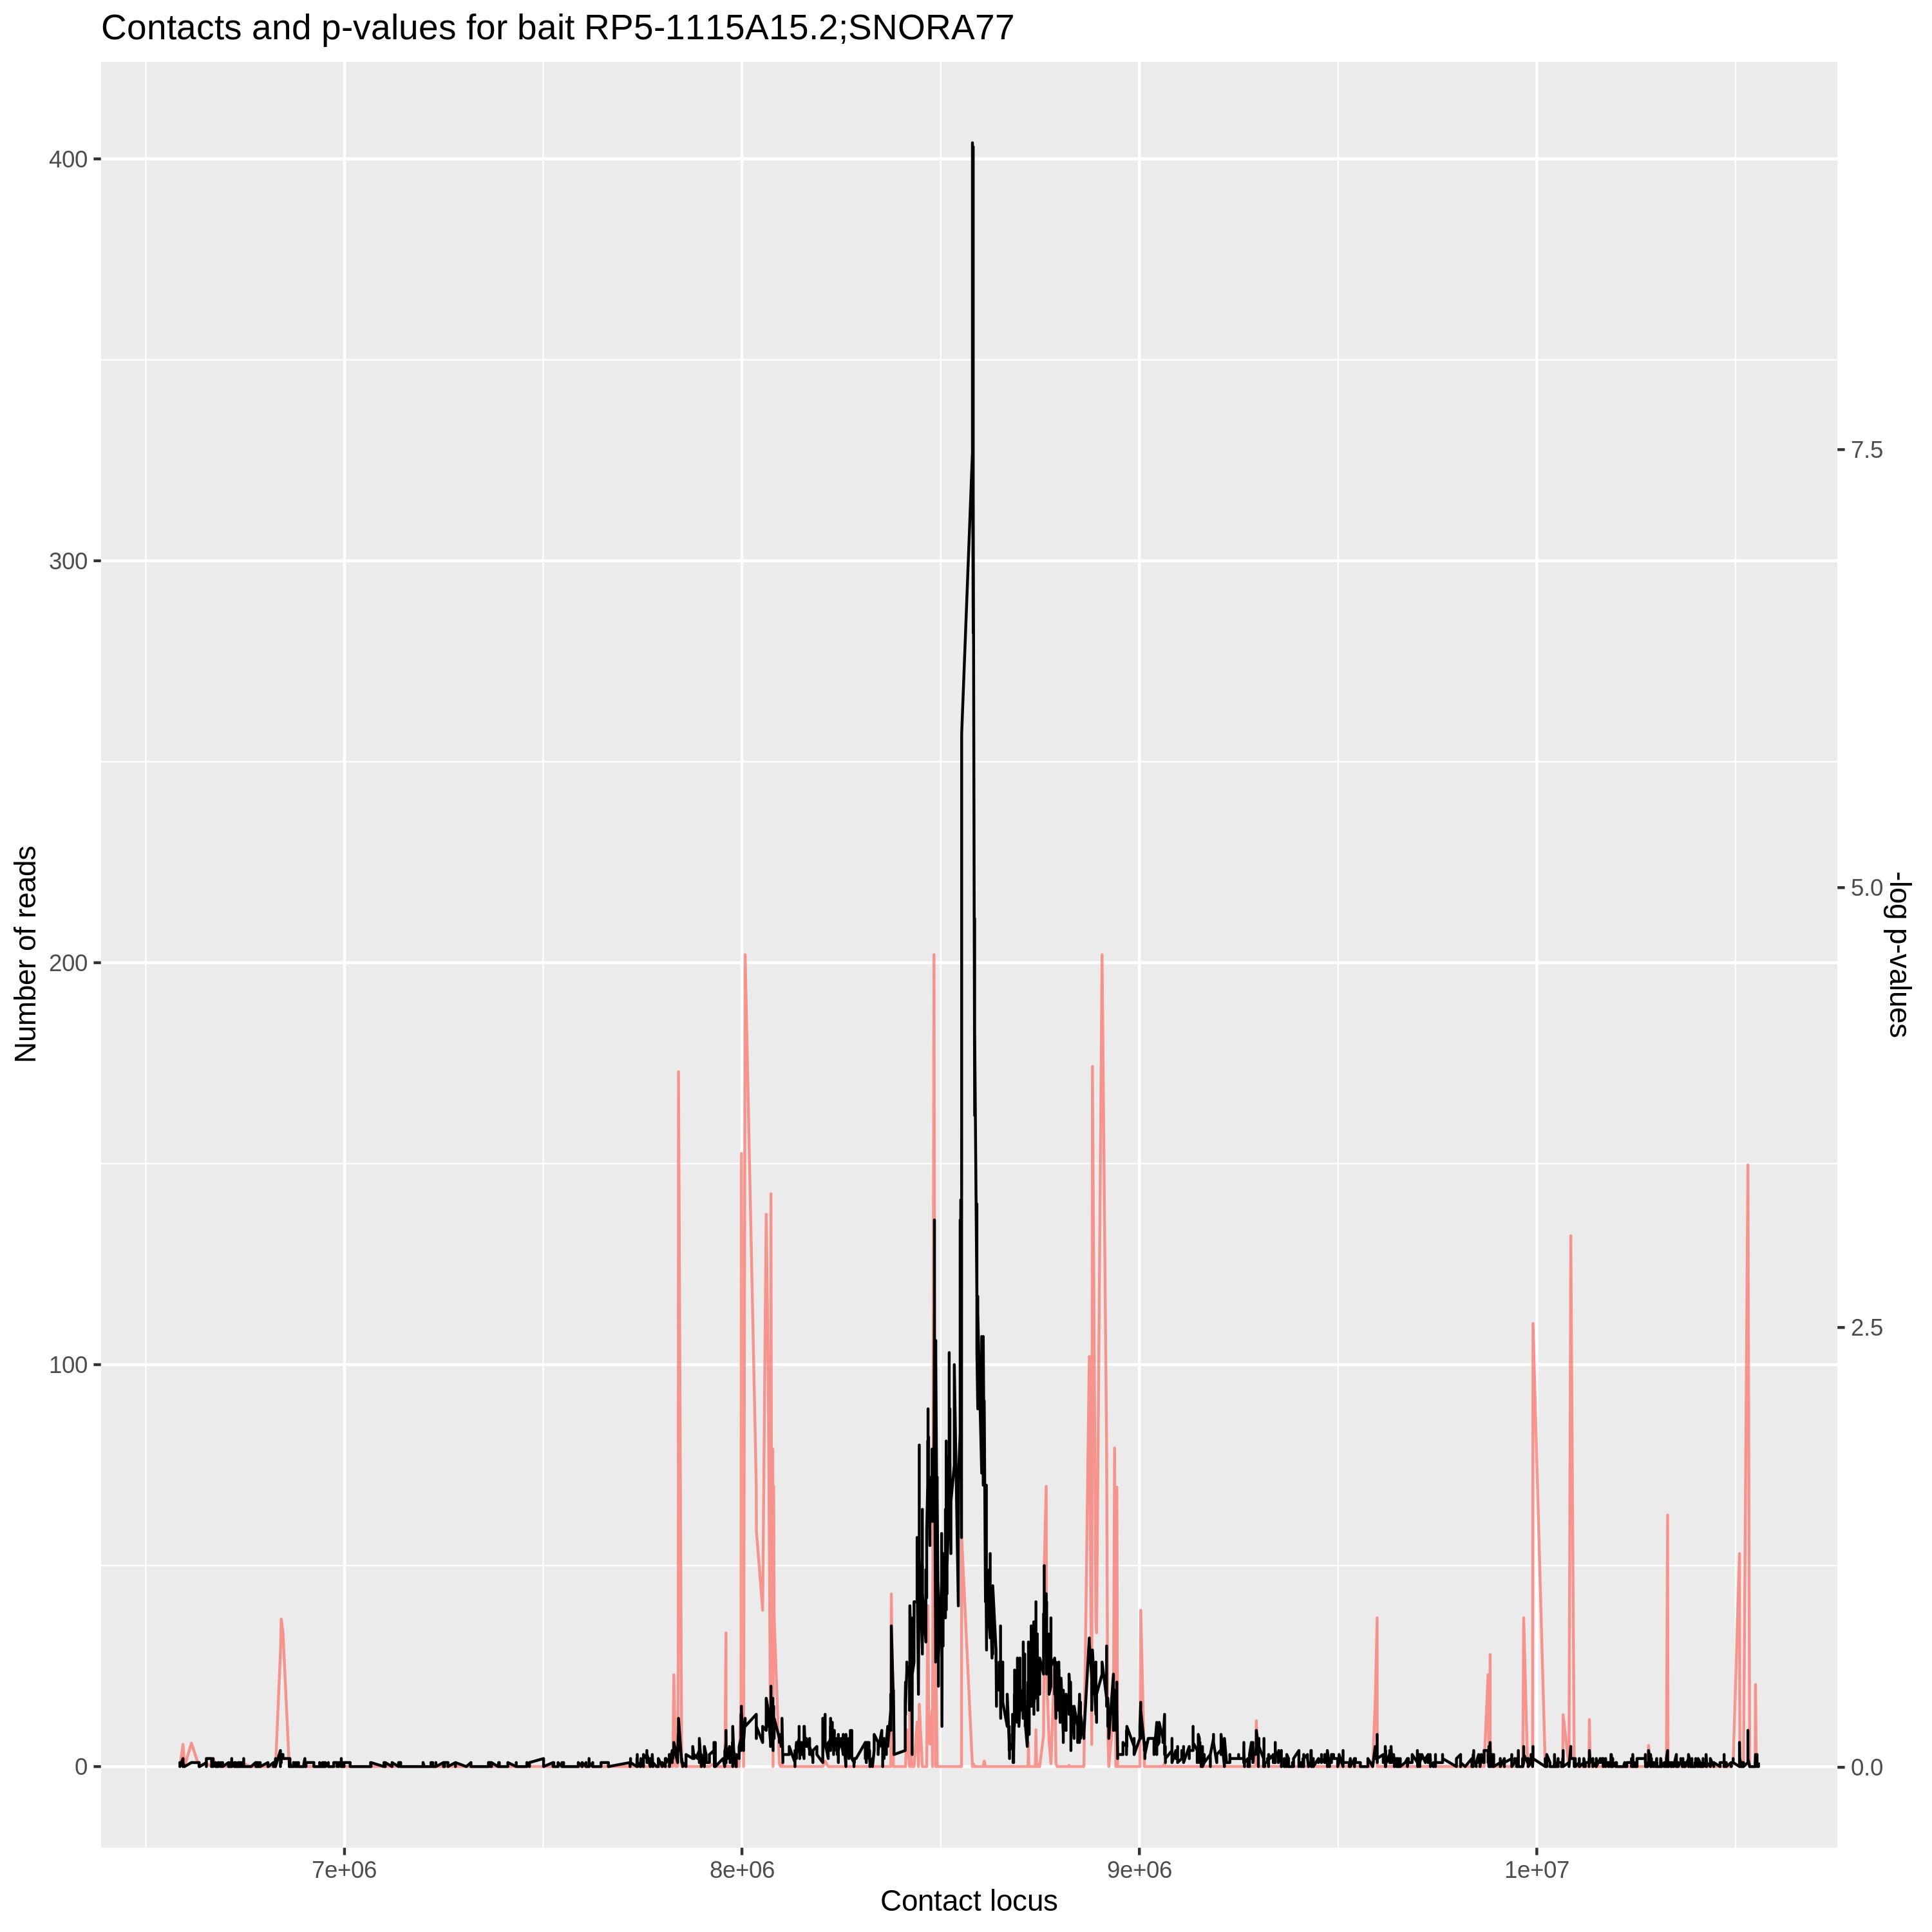 Contacts and p-values for bait RP5-1115A15.2;SNORA77
400
300
200
100
0
Number of reads
7.5
5.0
2.5
0.0
-log p-values
7e+06
8e+06
9e+06
1e+07
Contact locus